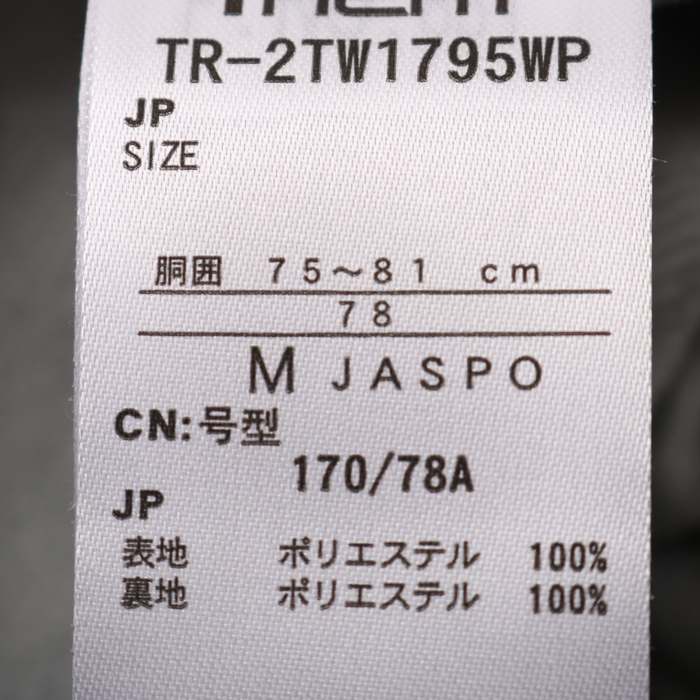 TR-2TW1795WP
JP
SIZE
胴囲 75～81 cm
78
M JASPO
CN:号型
170/78A
JP
表地 ポリエステル 100%
裏地 ポリエステル 100%